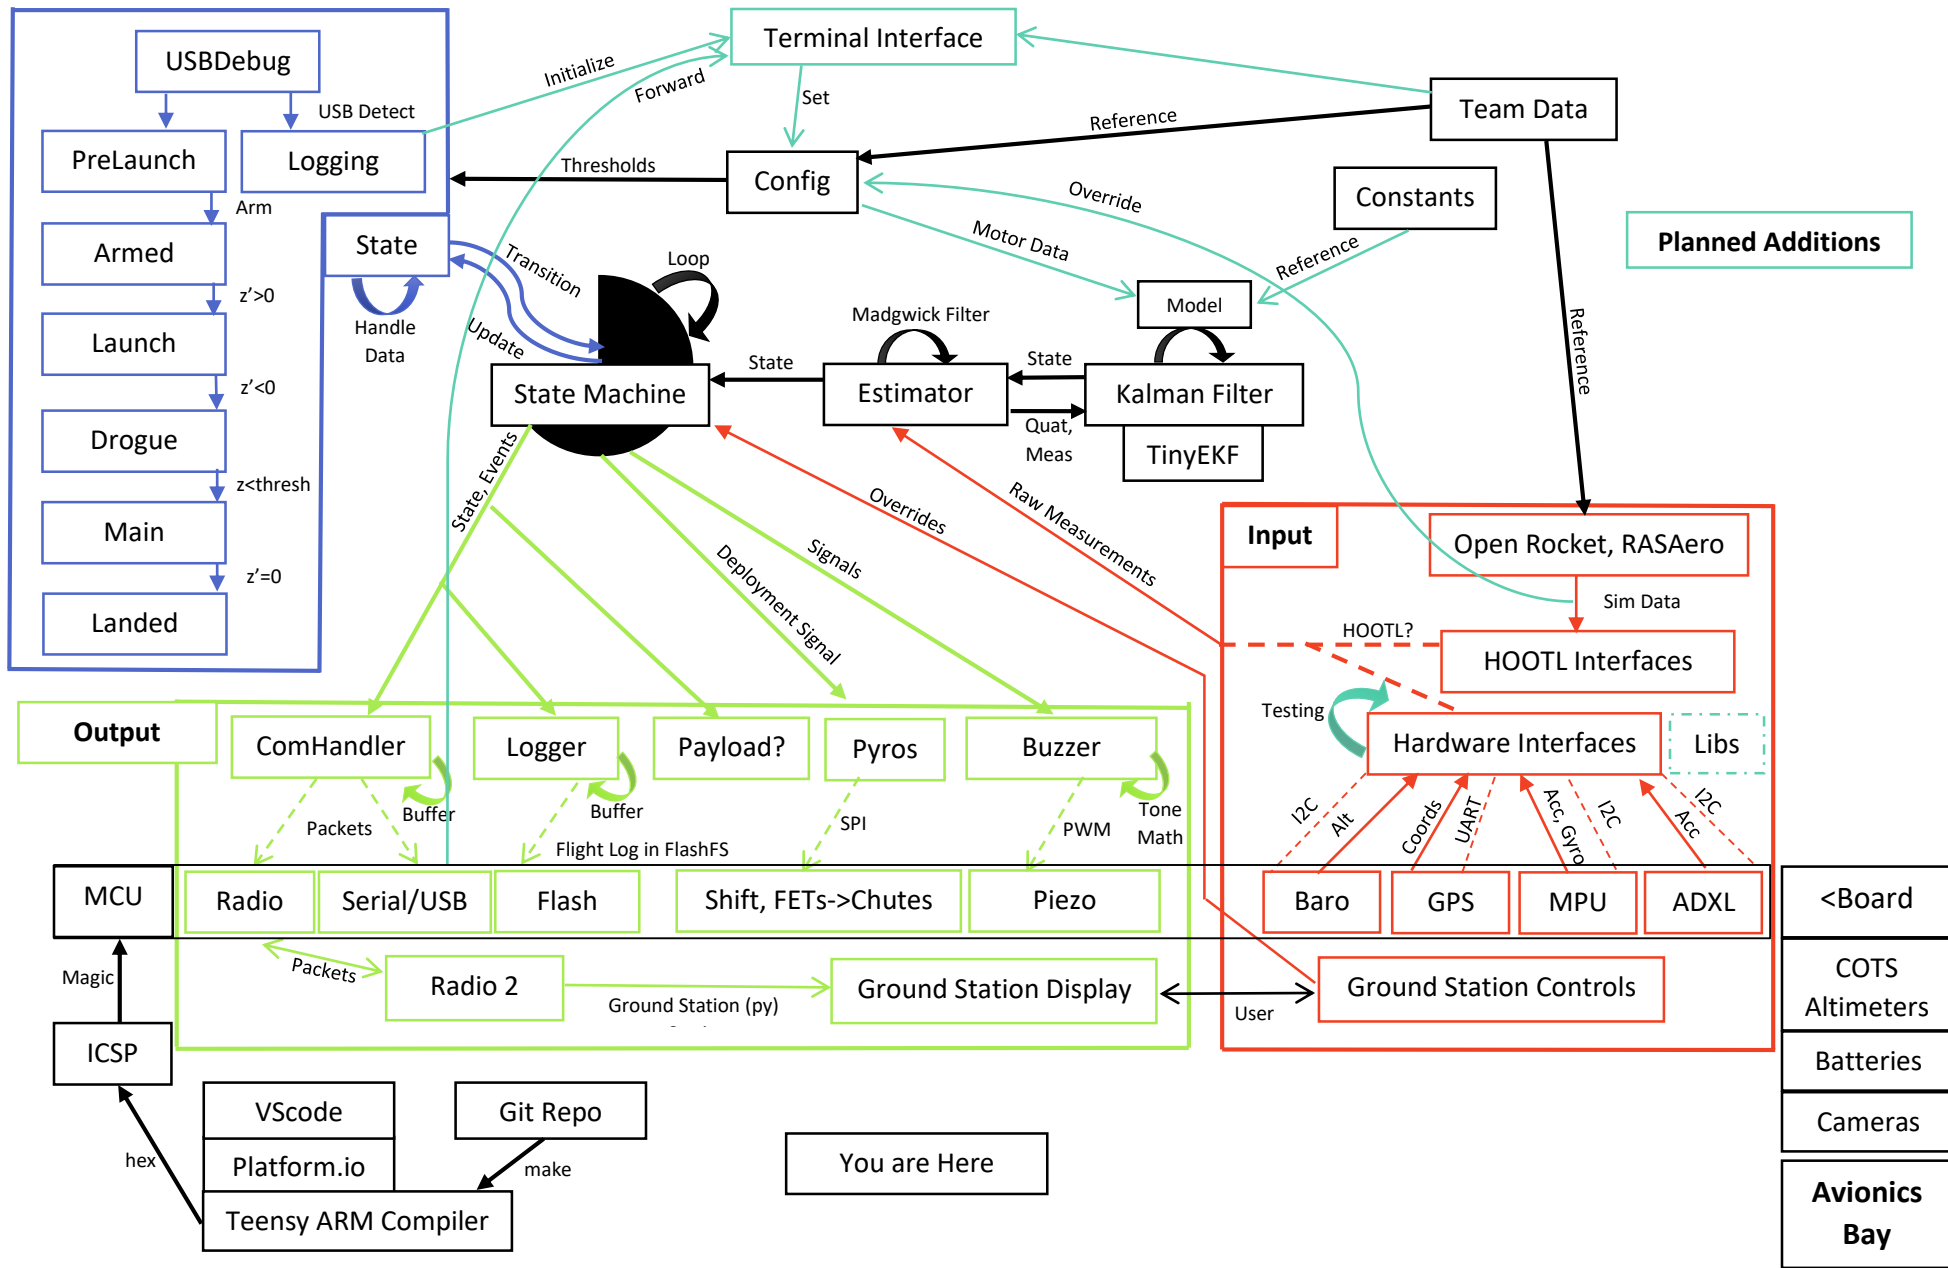 USBDebug
USB Detect
PreLaunch
Logging
Arm
Armed
z’>0
Launch
z’<0
Drogue
z<thresh
Main
z’=0
Landed
State
Handle
Data
Transition
Update
Initialize
Forward
Terminal Interface
Set
Config
Thresholds
Reference
Team Data
Constants
Override
Motor Data
Reference
Reference
Planned Additions
Model
Loop
Madgwick Filter
State Machine
State
Estimator
State
Quat,
Meas
Kalman Filter
TinyEKF
State, Events
Deployment Signal
Signals
Overrides
Raw Measurements
Input
Open Rocket, RASAero
Sim Data
HOOTL?
HOOTL Interfaces
Testing
Hardware Interfaces
Libs
I2C
Alt
Coords
UART
Acc, Gyro
I2C
Acc
I2C
Baro
GPS
MPU
ADXL
Ground Station Controls
User
Output
ComHandler
Logger
Payload?
Pyros
Buzzer
Buffer
Buffer
Tone
Math
Packets
SPI
PWM
Flight Log in FlashFS
MCU
Radio
Serial/USB
Flash
Shift, FETs->Chutes
Piezo
Packets
Radio 2
Ground Station (py)
Ground Station Display
Magic
ICSP
hex
VScode
Platform.io
Teensy ARM Compiler
Git Repo
make
You are Here
<Board
COTS
Altimeters
Batteries
Cameras
Avionics
Bay